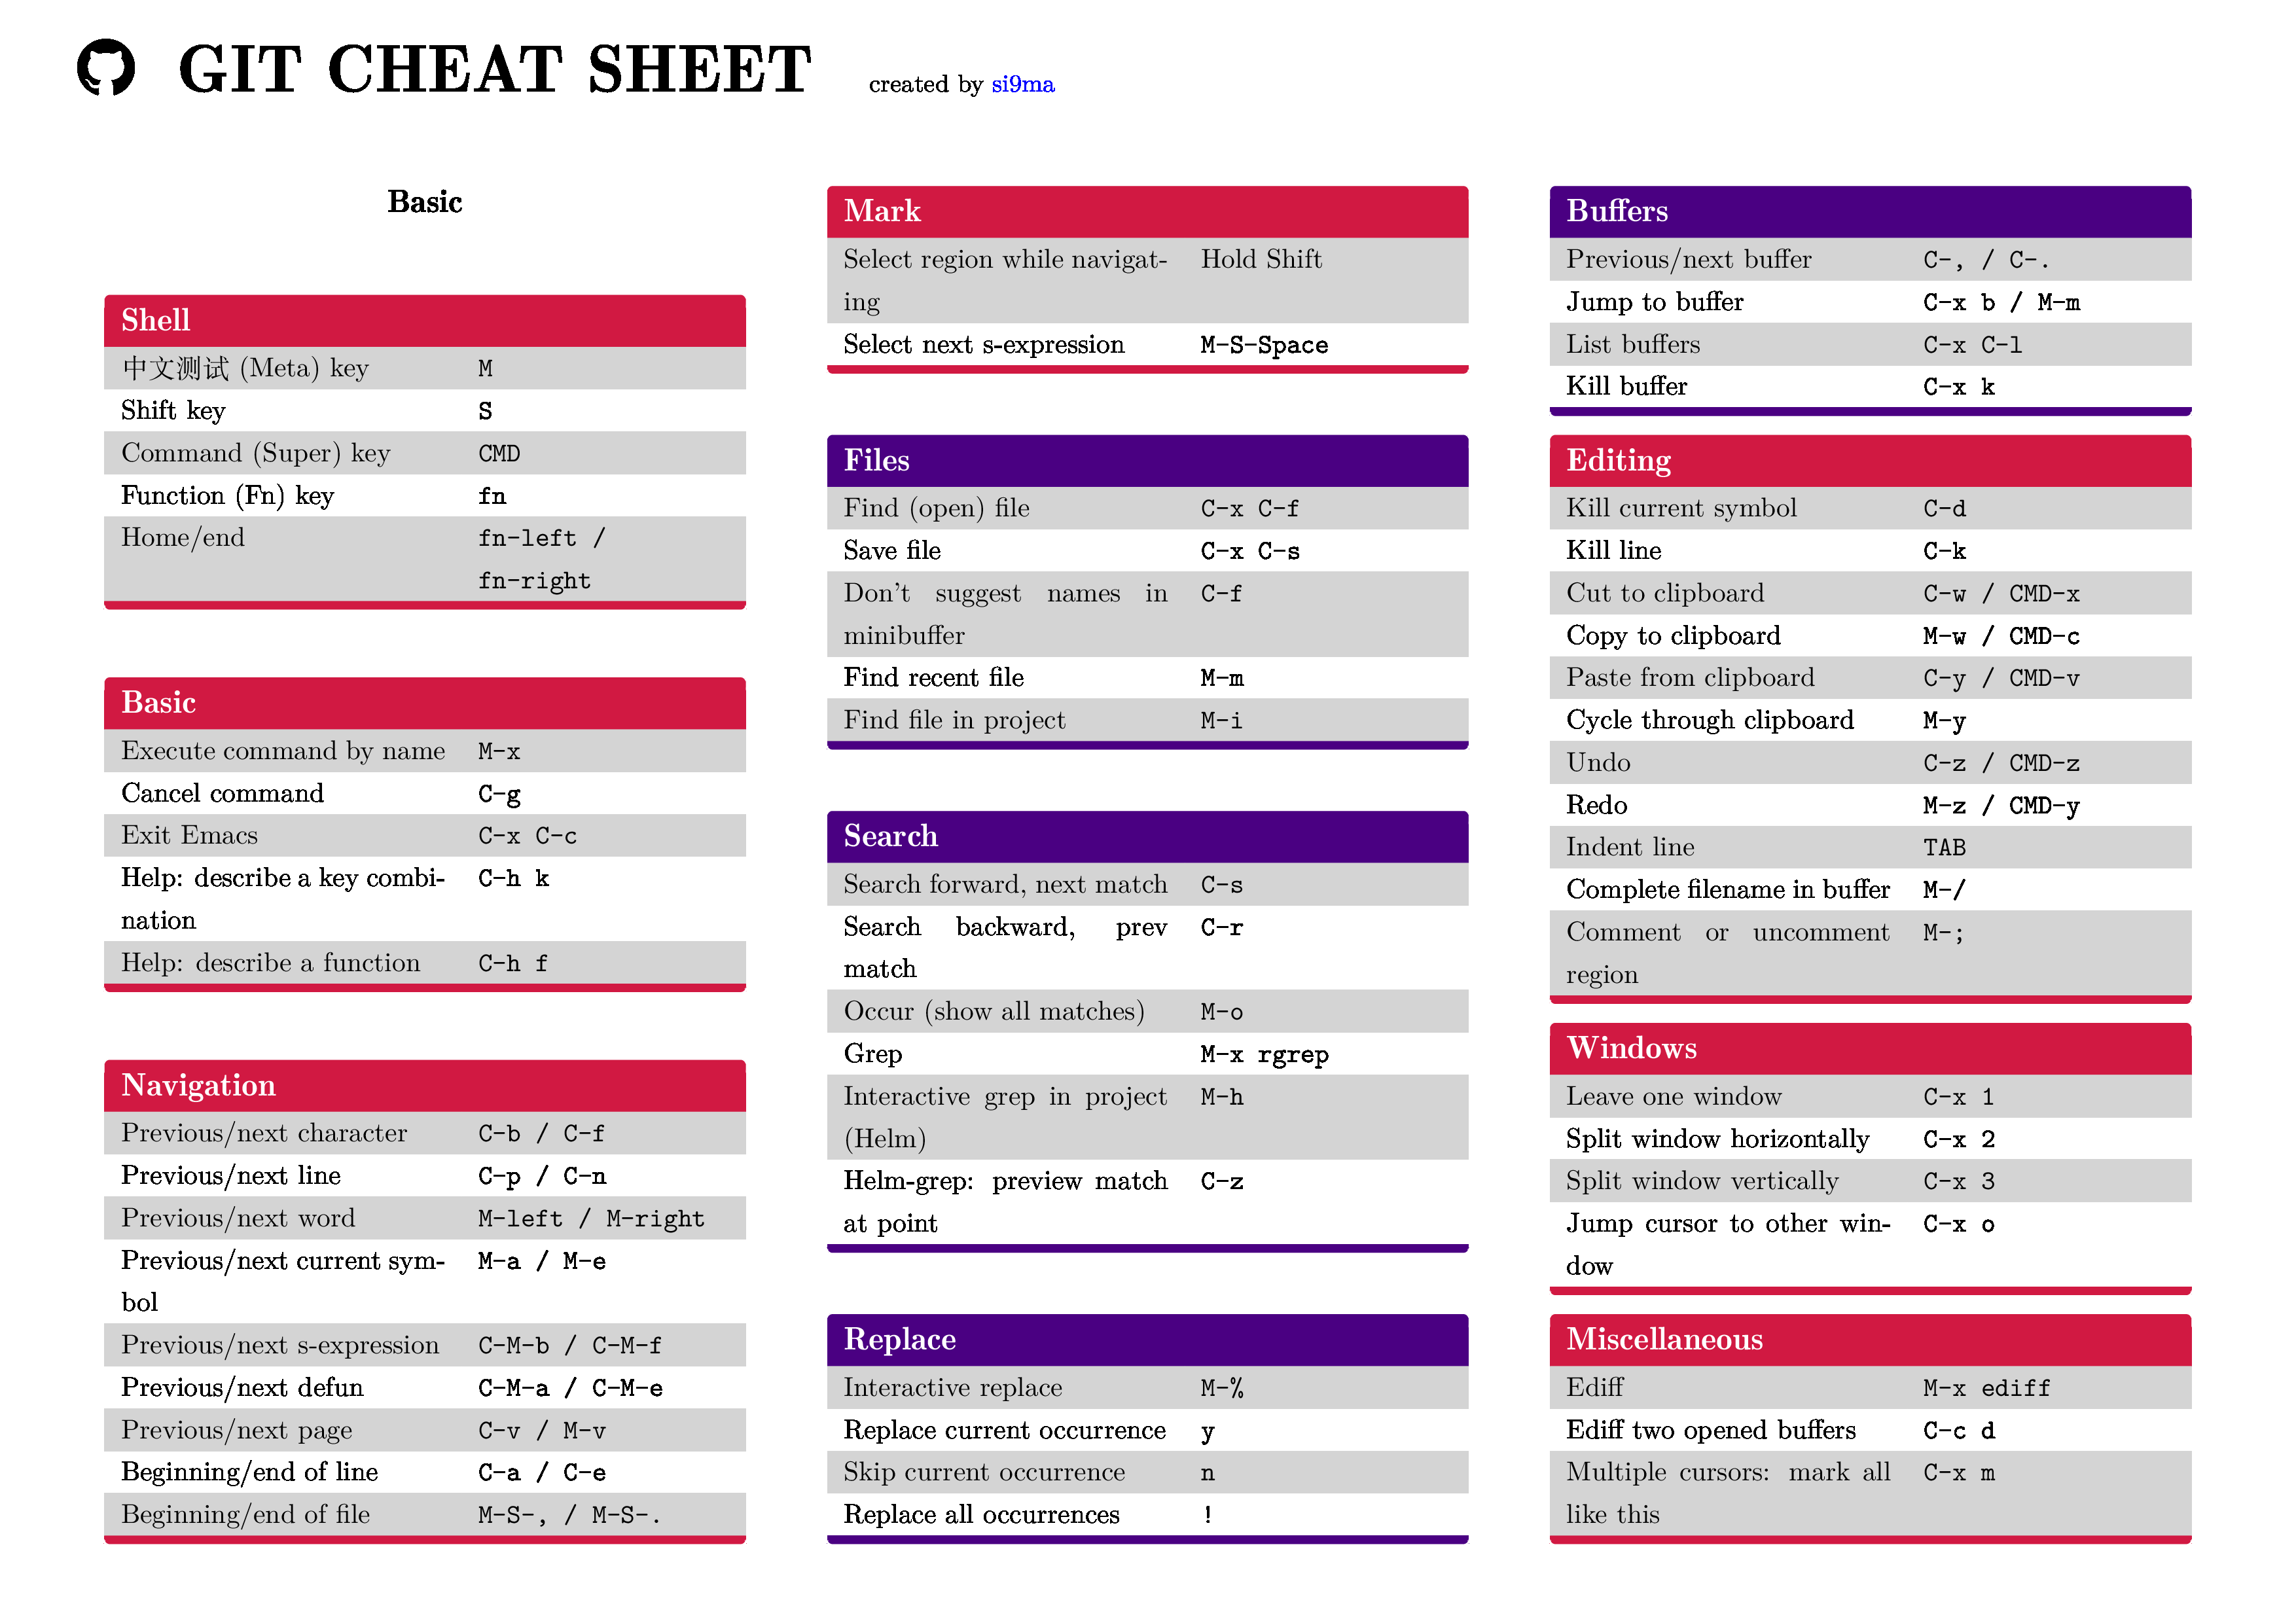 GIT CHEAT SHEET created by si9ma
Basic
Shell
中文测试 (Meta) key M
Shift key S
Command (Super) key CMD
Function (Fn) key fn
Home/end fn-left /
fn-right
Basic
Execute command by name M-x
Cancel command C-g
Exit Emacs C-x C-c
Help: describe a key combi- C-h k
nation
Help: describe a function C-h f
Navigation
Previous/next character C-b / C-f
Previous/next line C-p / C-n
Previous/next word M-left / M-right
Previous/next current sym- M-a / M-e
bol
Previous/next s-expression C-M-b / C-M-f
Previous/next defun C-M-a / C-M-e
Previous/next page C-v / M-v
Beginning/end of line C-a / C-e
Beginning/end of file M-S-, / M-S-.
Mark
Select region while navigat- Hold Shift
ing
Select next s-expression M-S-Space
Files
Find (open) file C-x C-f
Save file C-x C-s
Don't suggest names in C-f
minibuffer
Find recent file M-m
Find file in project M-i
Search
Search forward, next match C-s
Search backward, prev C-r
match
Occur (show all matches) M-o
Grep M-x rgrep
Interactive grep in project M-h
(Helm)
Helm-grep: preview match C-z
at point
Replace
Interactive replace M-%
Replace current occurrence y
Skip current occurrence n
Replace all occurrences !
Buffers
Previous/next buffer C-, / C-.
Jump to buffer C-x b / M-m
List buffers C-x C-l
Kill buffer C-x k
Editing
Kill current symbol C-d
Kill line C-k
Cut to clipboard C-w / CMD-x
Copy to clipboard M-w / CMD-c
Paste from clipboard C-y / CMD-v
Cycle through clipboard M-y
Undo C-z / CMD-z
Redo M-z / CMD-y
Indent line TAB
Complete filename in buffer M-/
Comment or uncomment M-;
region
Windows
Leave one window C-x 1
Split window horizontally C-x 2
Split window vertically C-x 3
Jump cursor to other win- C-x o
dow
Miscellaneous
Ediff M-x ediff
Ediff two opened buffers C-c d
Multiple cursors: mark all C-x m
like this